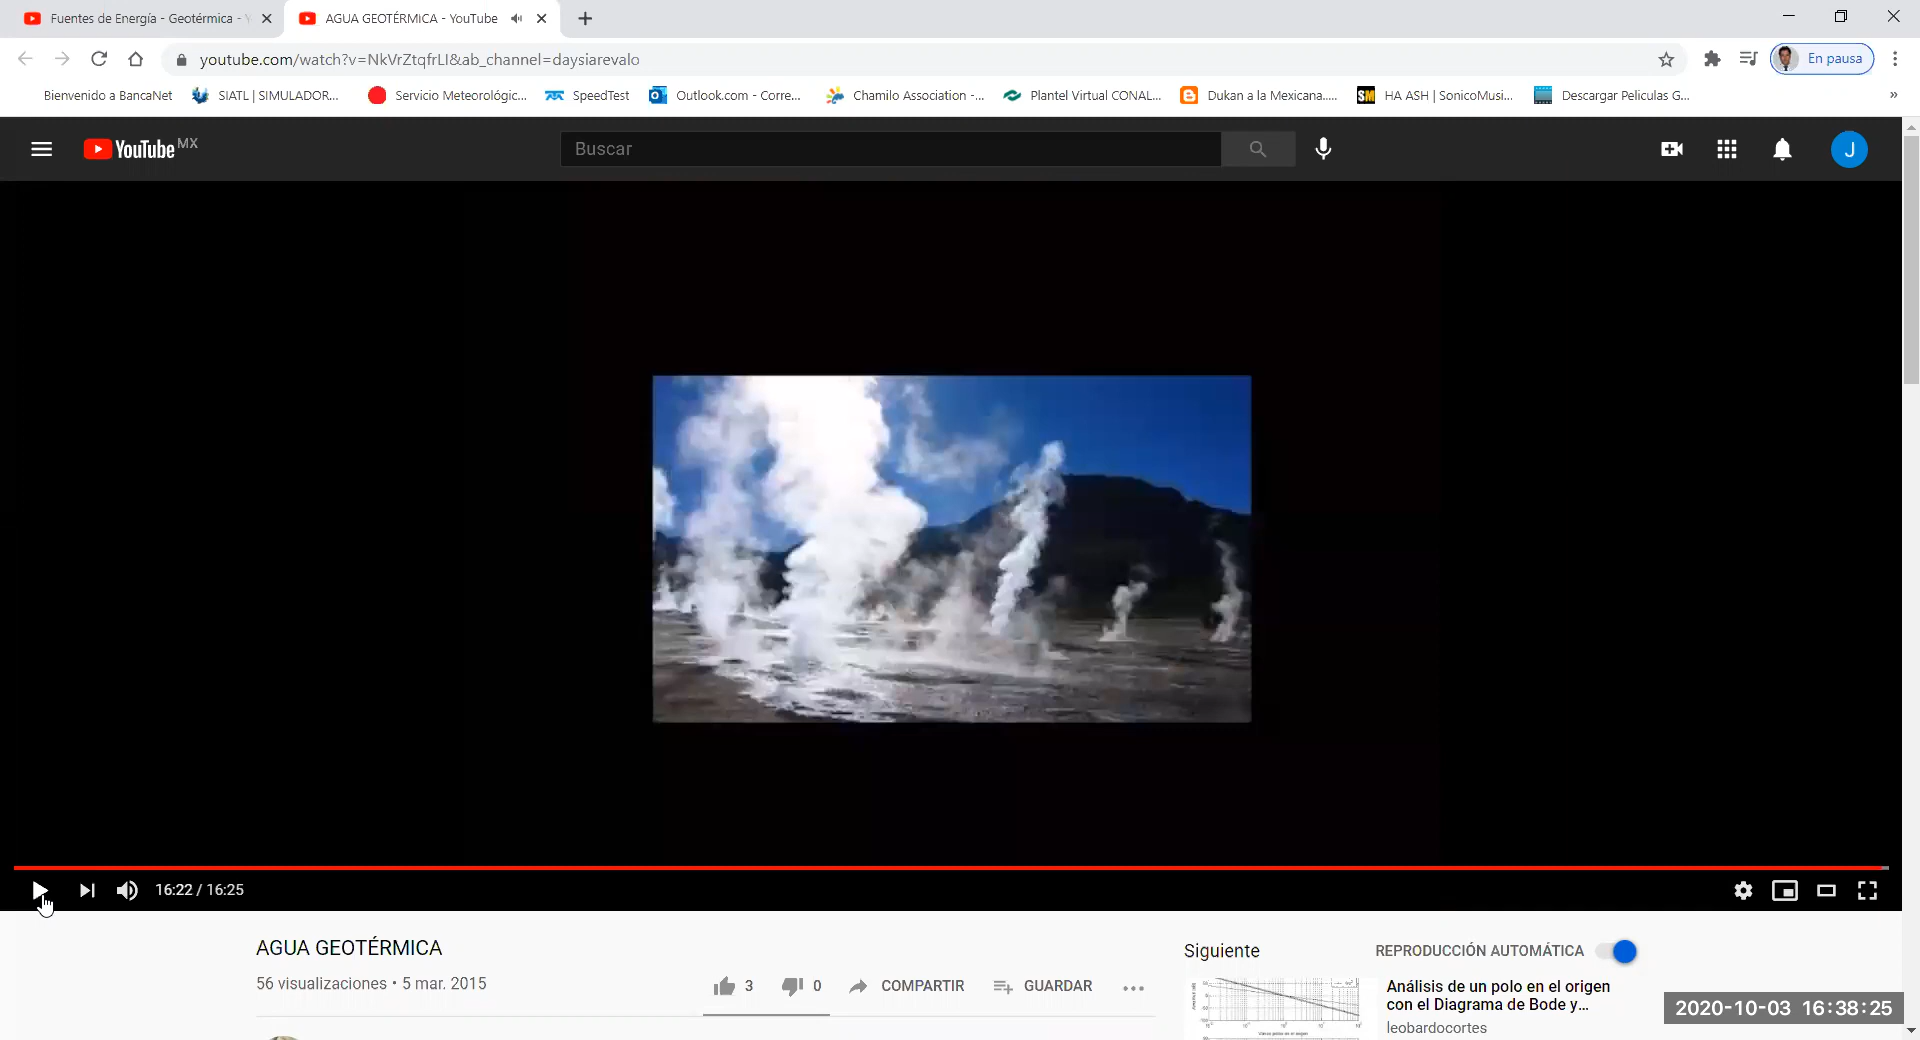 Fuentes de Energía - Geotérmica -
AGUA GEOTÉRMICA - YouTube
youtube.com/watch?v=NkVrZtqfrLI&ab_channel=daysiarevalo
En pausa
Bienvenido a BancaNet
SIATL | SIMULADOR...
Servicio Meteorológic...
SpeedTest
Outlook.com - Corre...
Chamilo Association -...
Plantel Virtual CONAL...
Dukan a la Mexicana.....
SM
HA ASH | SonicoMusi...
Descargar Peliculas G...
»
YouTube MX
Buscar
J
16:22 / 16:25
AGUA GEOTÉRMICA
56 visualizaciones • 5 mar. 2015
3
0
COMPARTIR
GUARDAR
Siguiente
REPRODUCCIÓN AUTOMÁTICA
Análisis de un polo en el origen
con el Diagrama de Bode y...
leobardocortes
2020-10-03 16:38:25